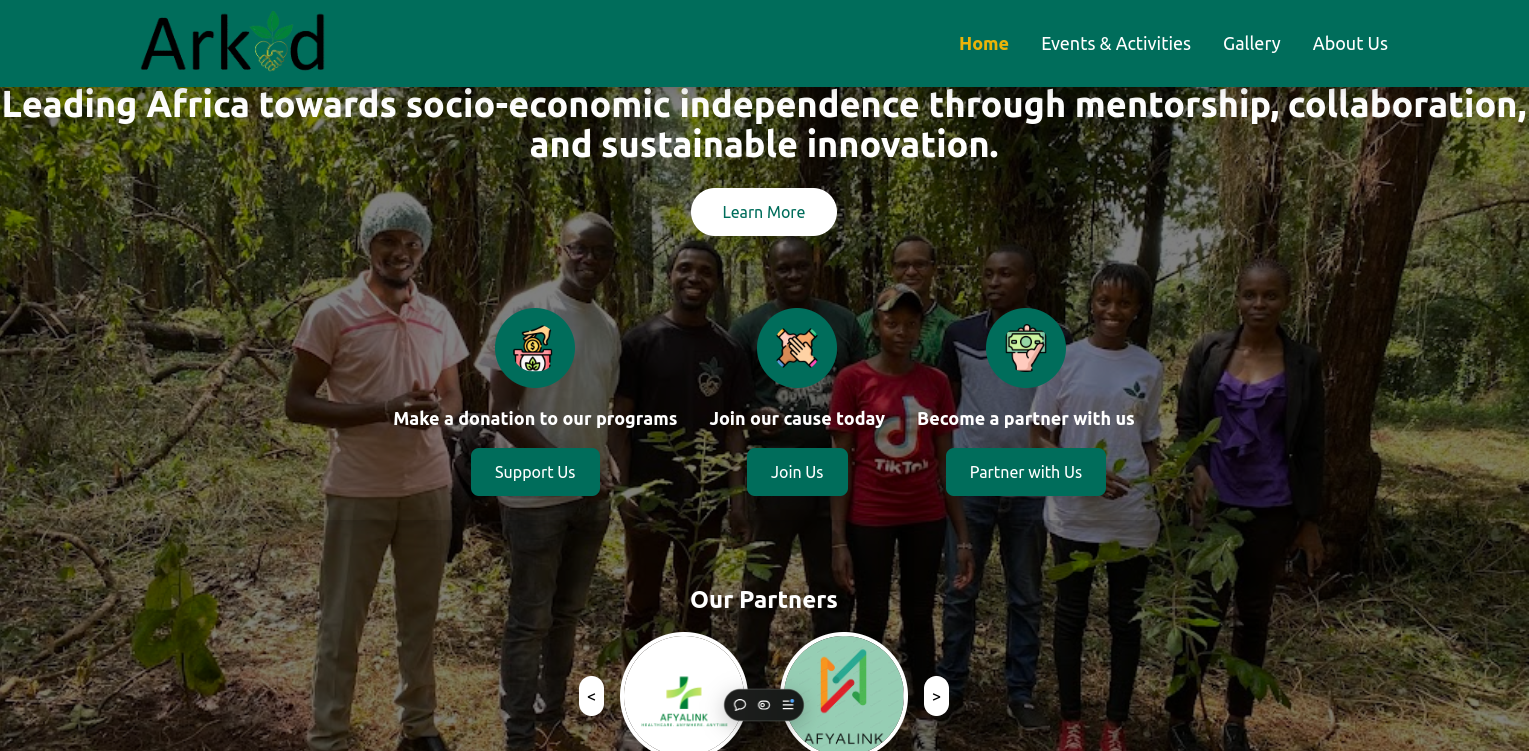 Arkod
Home
Events & Activities
Gallery
About Us
Leading Africa towards socio-economic independence through mentorship, collaboration,
and sustainable innovation.
Learn More
Make a donation to our programs
Join our cause today
Become a partner with us
TikTok
Support Us
Join Us
Partner with Us
Our Partners
<
AFYALINK
HEALTHCARE ANYWHERE, ANYTIME
AFYALINK
>